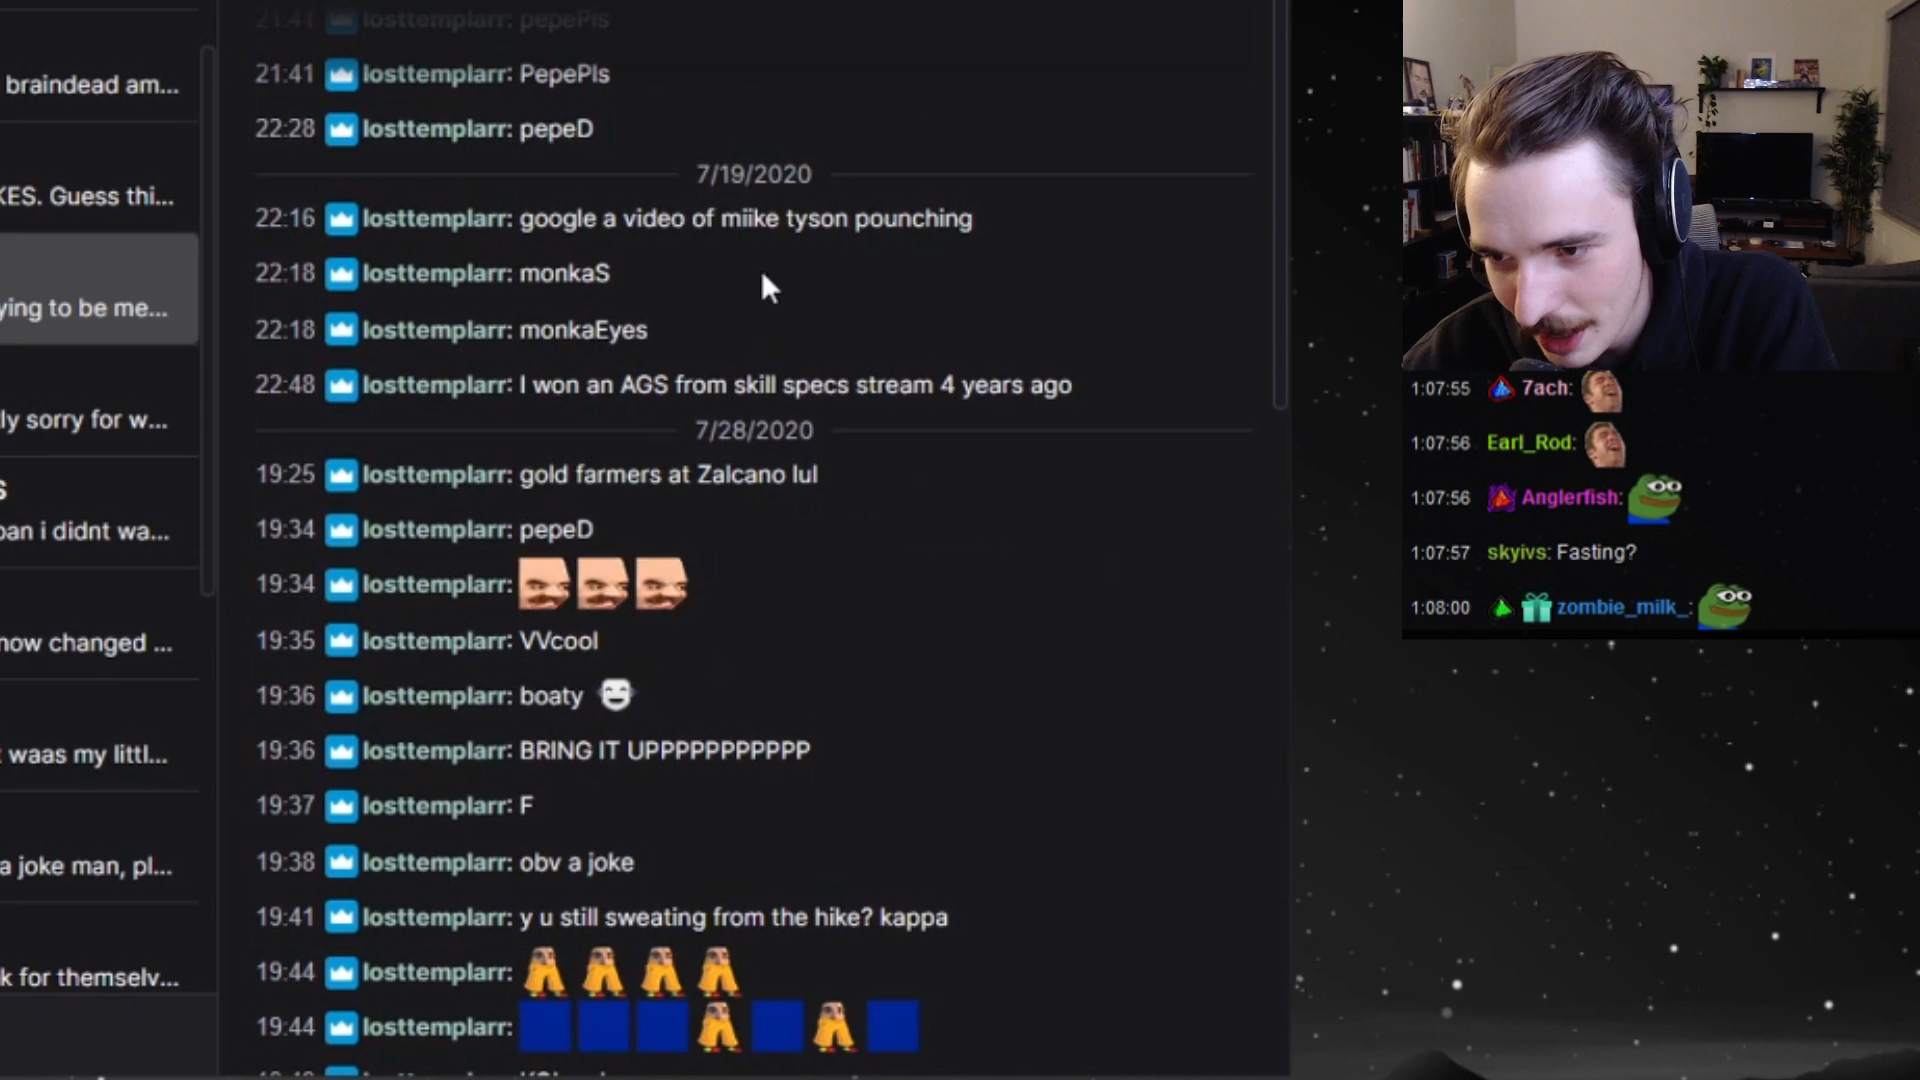 21:41 losttemplarr: pepePls
21:41 losttemplarr: PepePls
22:28 losttemplarr: pepeD
7/19/2020
22:16 losttemplarr: google a video of miike tyson pounching
22:18 losttemplarr: monkaS
22:18 losttemplarr: monkaEyes
22:48 losttemplarr: I won an AGS from skill specs stream 4 years ago
7/28/2020
19:25 losttemplarr: gold farmers at Zalcano lul
19:34 losttemplarr: pepeD
19:34 losttemplarr:
19:35 losttemplarr: VVcool
19:36 losttemplarr: boaty
19:36 losttemplarr: BRING IT UPPPPPPPPPPP
19:37 losttemplarr: F
19:38 losttemplarr: obv a joke
19:41 losttemplarr: y u still sweating from the hike? kappa
19:44 losttemplarr:
19:44 losttemplarr:
braindead am...
KES. Guess thi...
ying to be me...
ly sorry for w...
S
ban i didnt wa...
now changed ...
t waas my littl...
a joke man, pl...
k for themselv...
1:07:55 7ach:
1:07:56 Earl_Rod:
1:07:56 Anglerfish:
1:07:57 skyivs: Fasting?
1:08:00 zombie_milk_: